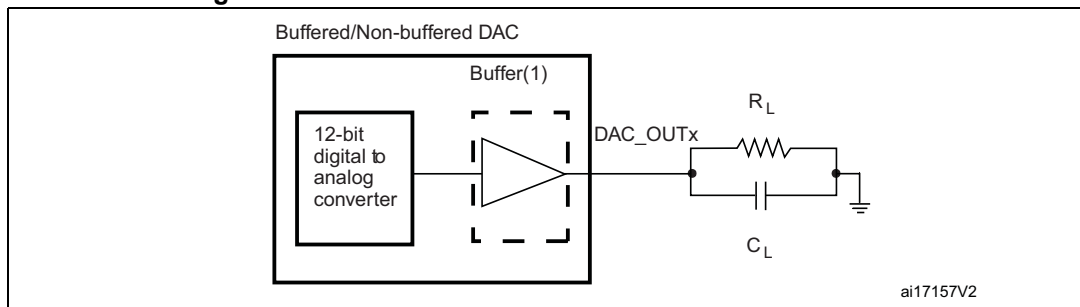 Buffered/Non-buffered DAC
Buffer(1)
12-bit
digital to
analog
converter
DAC_OUTx
R L
C L
ai17157V2